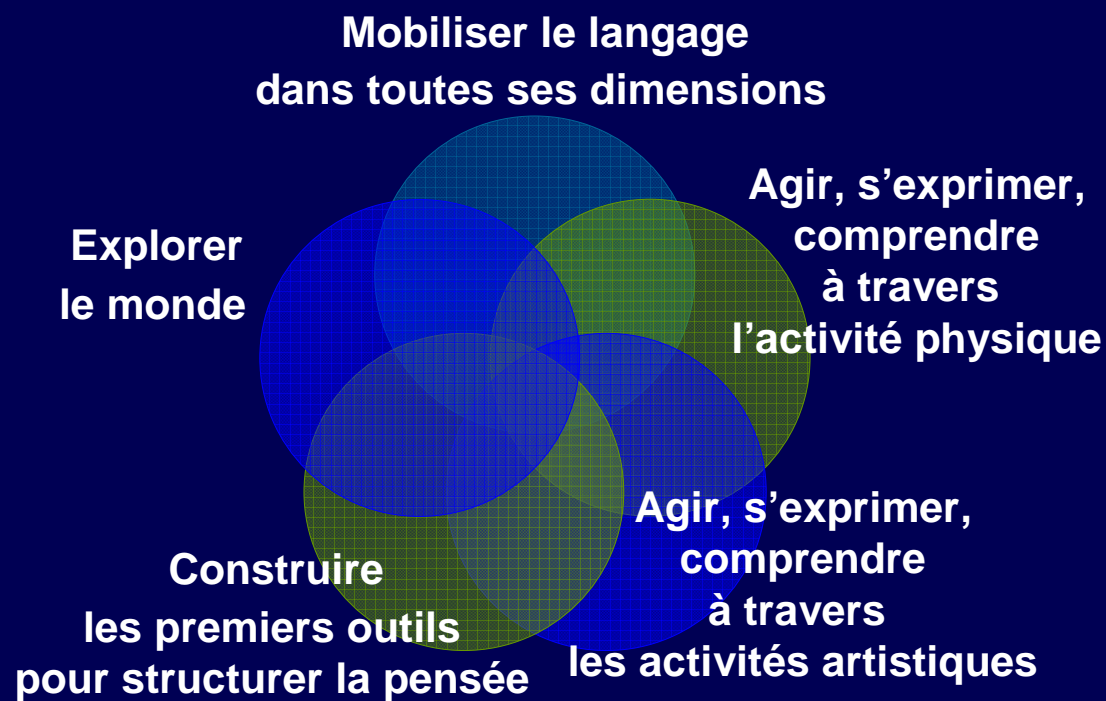 Mobiliser le langage
dans toutes ses dimensions
Agir, s’exprimer,
comprendre
à travers
l’activité physique
Explorer
le monde
Agir, s’exprimer,
comprendre
à travers
les activités artistiques
Construire
les premiers outils
pour structurer la pensée